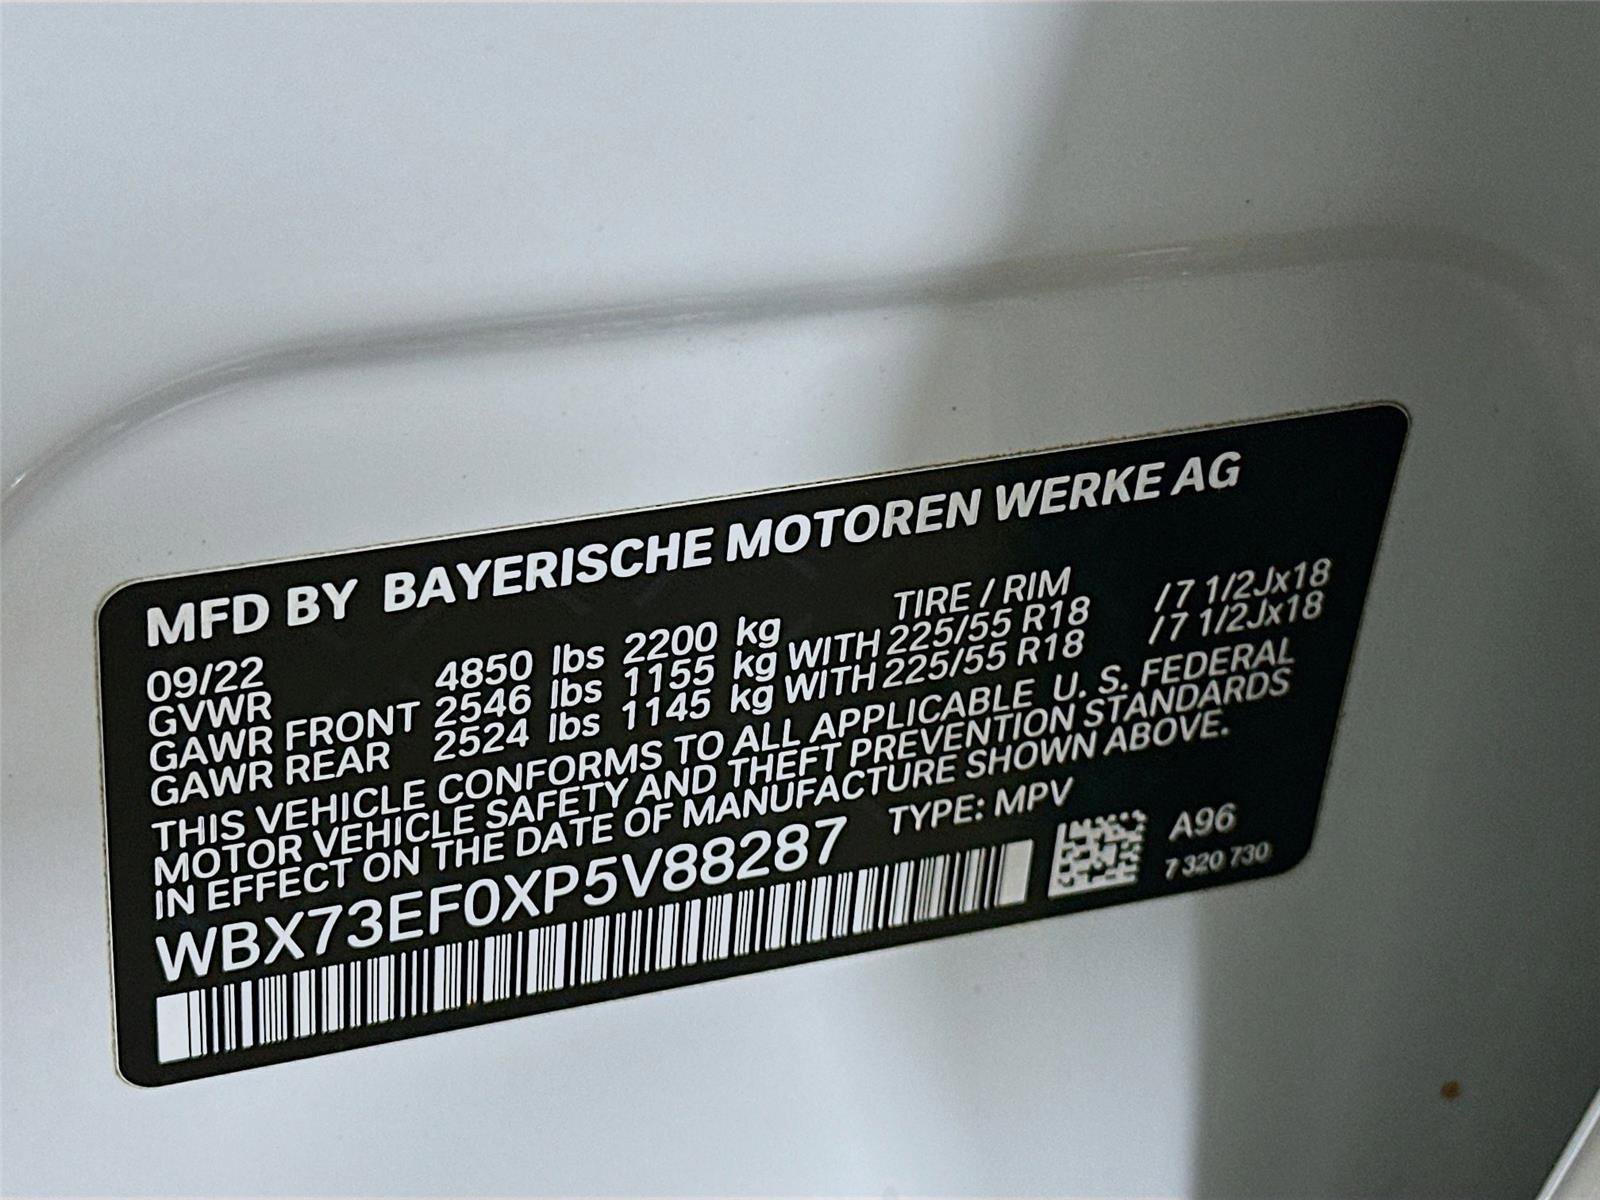 MFD BY BAYERISCHE MOTOREN WERKE AG
09/22 TIRE / RIM
GVWR 4850 lbs 2200 kg
GAWR FRONT 2546 lbs 1155 kg WITH 225/55 R18 / 7 1/2Jx18
GAWR REAR 2524 lbs 1145 kg WITH 225/55 R18 / 7 1/2Jx18
THIS VEHICLE CONFORMS TO ALL APPLICABLE U. S. FEDERAL
MOTOR VEHICLE SAFETY AND THEFT PREVENTION STANDARDS
IN EFFECT ON THE DATE OF MANUFACTURE SHOWN ABOVE.
WBX73EF0XP5V88287 TYPE: MPV
A96
7 320 730